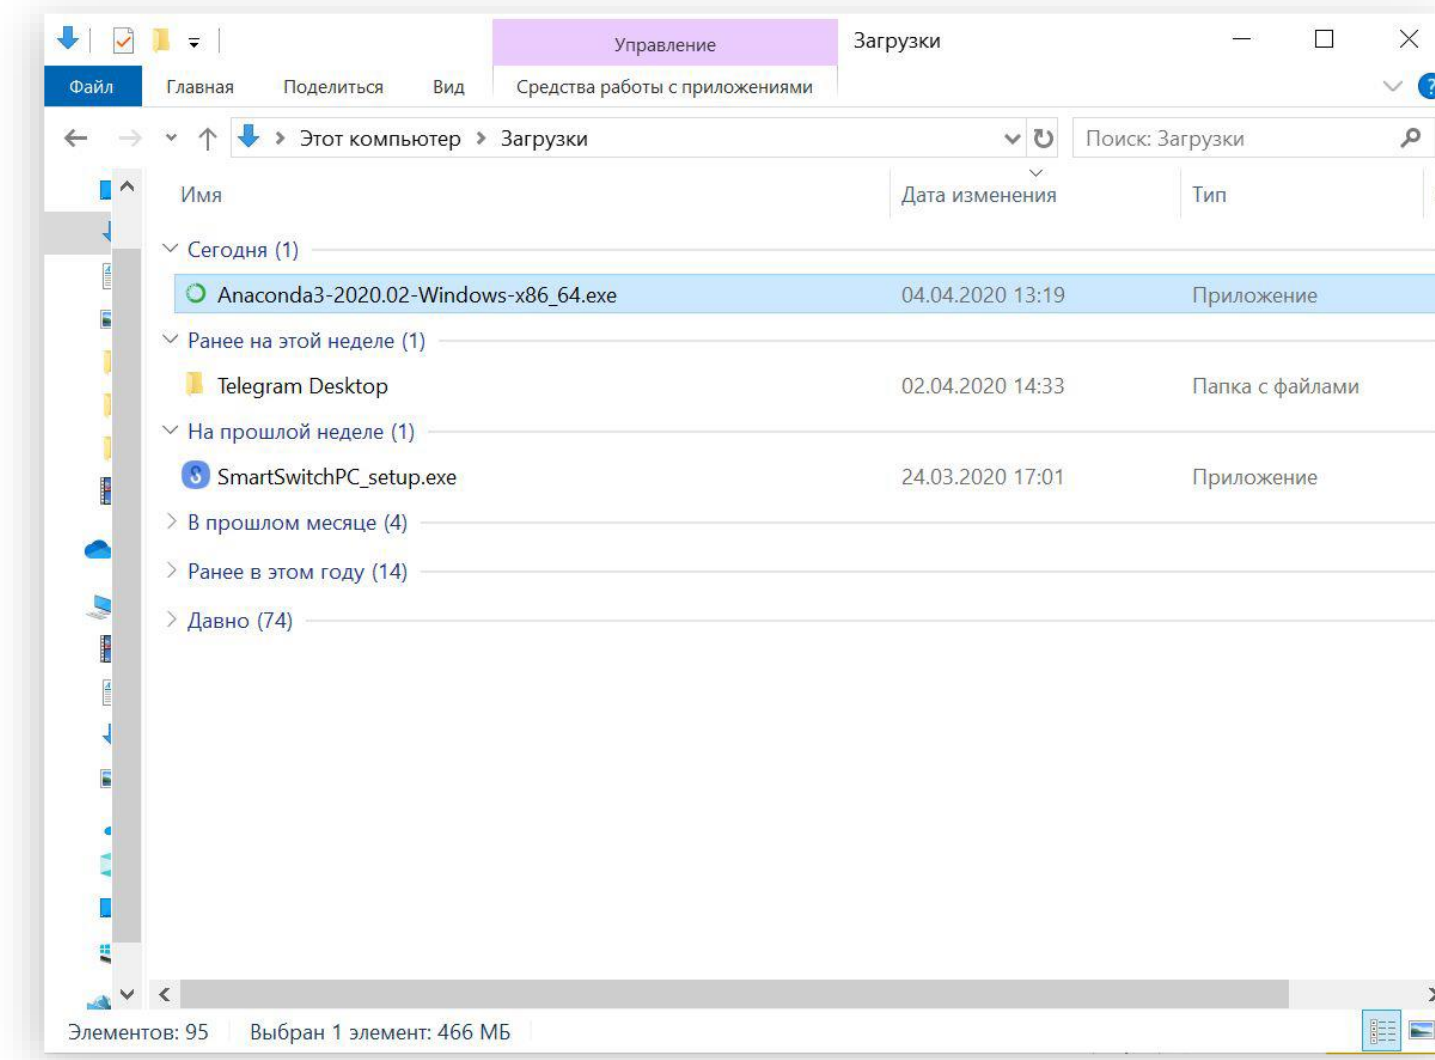 Управление
Загрузки
Файл
Главная
Поделиться
Вид
Средства работы с приложениями
?
Этот компьютер
Загрузки
Поиск: Загрузки
Имя
Дата изменения
Тип
Сегодня (1)
Anaconda3-2020.02-Windows-x86_64.exe 04.04.2020 13:19 Приложение
Ранее на этой неделе (1)
Telegram Desktop 02.04.2020 14:33 Папка с файлами
На прошлой неделе (1)
SmartSwitchPC_setup.exe 24.03.2020 17:01 Приложение
В прошлом месяце (4)
Ранее в этом году (14)
Давно (74)
Элементов: 95 Выбран 1 элемент: 466 МБ